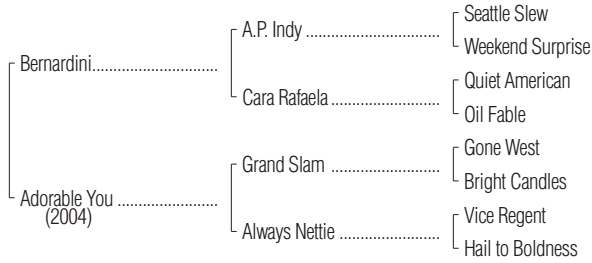 Bernardini..............................
A.P. Indy ................................
Seattle Slew
Weekend Surprise
Cara Rafaela ..........................
Quiet American
Oil Fable
Adorable You ........................
(2004)
Grand Slam ..........................
Gone West
Bright Candles
Always Nettie ........................
Vice Regent
Hail to Boldness